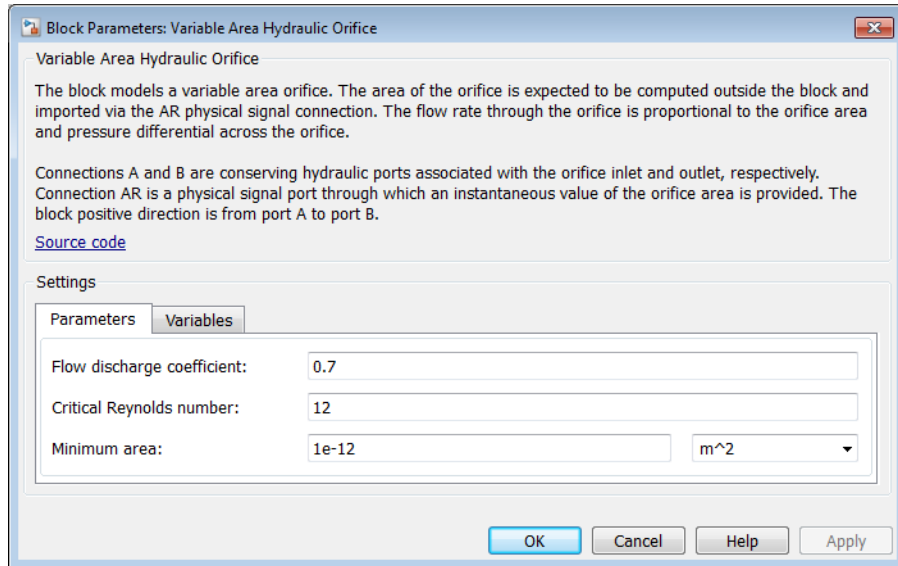 Block Parameters: Variable Area Hydraulic Orifice
Variable Area Hydraulic Orifice
The block models a variable area orifice. The area of the orifice is expected to be computed outside the block and
imported via the AR physical signal connection. The flow rate through the orifice is proportional to the orifice area
and pressure differential across the orifice.
Connections A and B are conserving hydraulic ports associated with the orifice inlet and outlet, respectively.
Connection AR is a physical signal port through which an instantaneous value of the orifice area is provided. The
block positive direction is from port A to port B.
Source code
Settings
Parameters Variables
Flow discharge coefficient: 0.7
Critical Reynolds number: 12
Minimum area: 1e-12 m^2
OK Cancel Help Apply